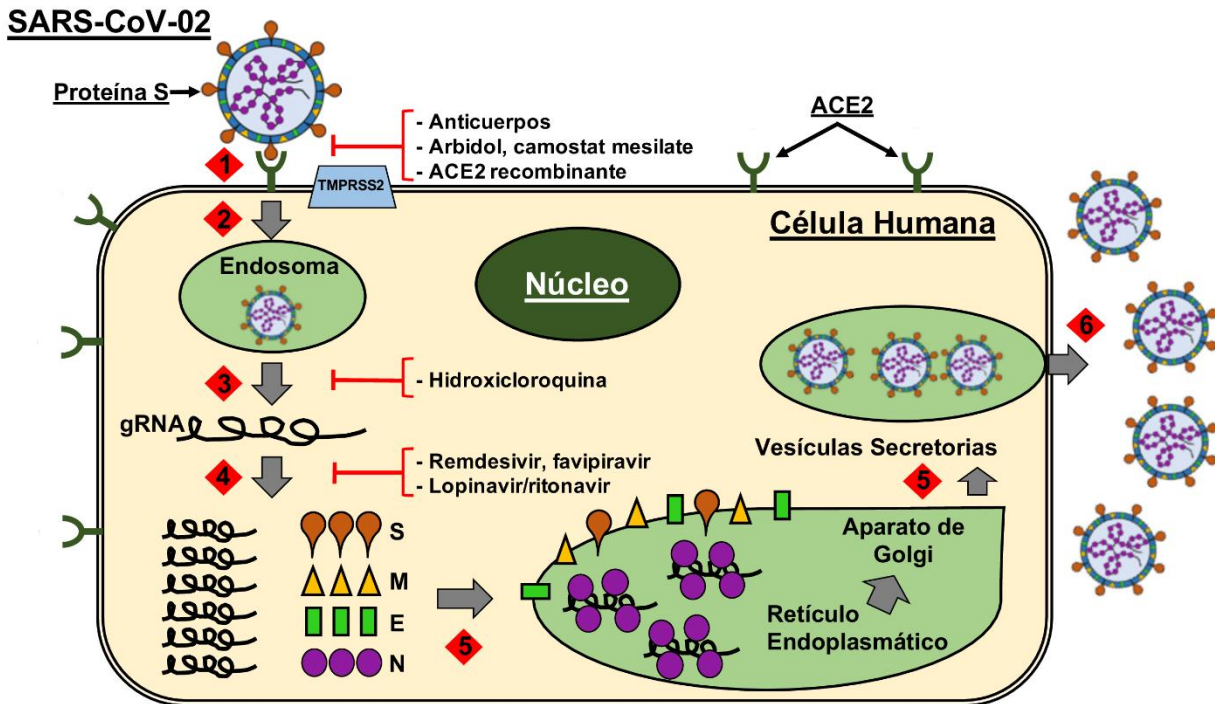 SARS-CoV-02
Proteína S
- Anticuerpos
- Arbidol, camostat mesilate
- ACE2 recombinante
ACE2
1
TMPRSS2
2
Célula Humana
Endosoma
Núcleo
6
3
- Hidroxicloroquina
gRNA
4
- Remdesivir, favipiravir
- Lopinavir/ritonavir
Vesículas Secretorias
5
S
M
E
N
5
Aparato de
Golgi
Retículo
Endoplasmático